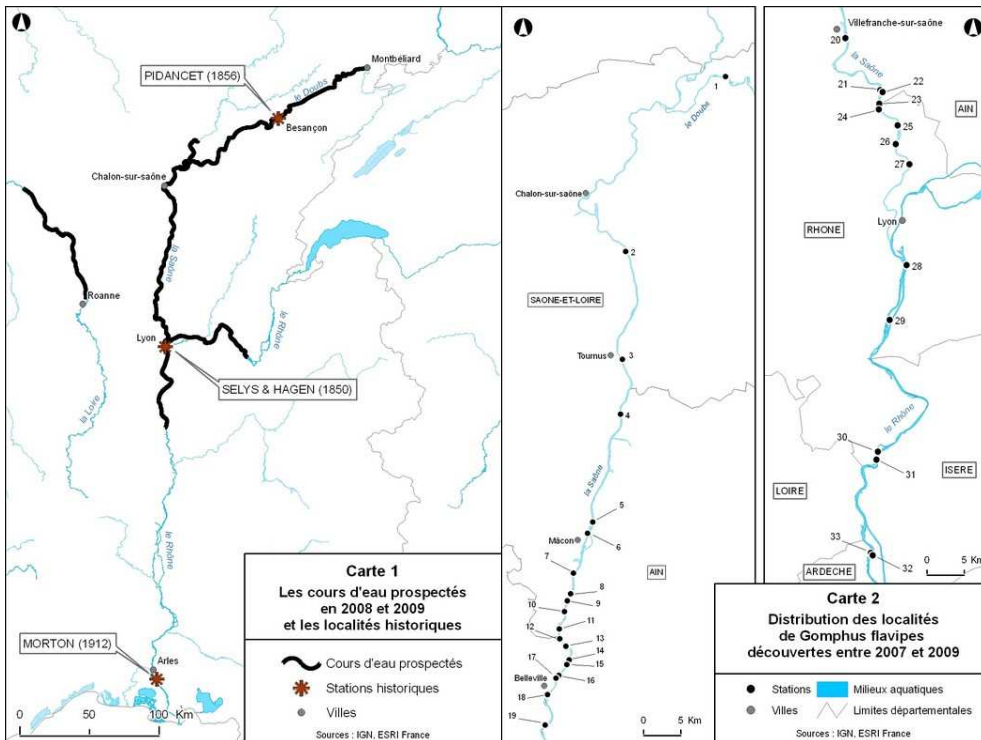 Montbéliard
PIDANCET (1856)
le Doubs
Besançon
Chalon-sur-saône
la Saône
Roanne
Lyon
le Rhône
SELYS & HAGEN (1850)
la Loire
le Rhône
MORTON (1912)
Arles
0 50 100 Km
Carte 1
Les cours d'eau prospectés
en 2008 et 2009
et les localités historiques
Cours d'eau prospectés
Stations historiques
Villes
Sources : IGN, ESRI France
1
le Doubs
Chalon-sur-saône
2
SAONE-ET-LOIRE
Tournus
3
4
la Saône
5
Mâcon
6
7
AIN
8
9
10
11
12
13
14
15
17
16
Belleville
18
19
0 5 Km
Villefranche-sur-saône
20
la Saône
21
22
23
24
AIN
25
26
27
Lyon
RHONE
28
29
le Rhône
30
31
ISERE
LOIRE
33
32
ARDECHE
0 5 Km
Carte 2
Distribution des localités
de Gomphus flavipes
découvertes entre 2007 et 2009
Stations
Milieux aquatiques
Villes
Limites départementales
Sources : IGN, ESRI France